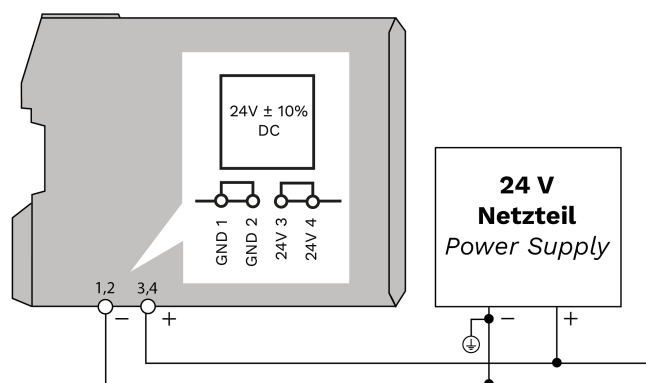 24V ± 10%
DC
GND 1
GND 2
24V 3
24V 4
1,2
3,4
− +
24 V
Netzteil
Power Supply
− +